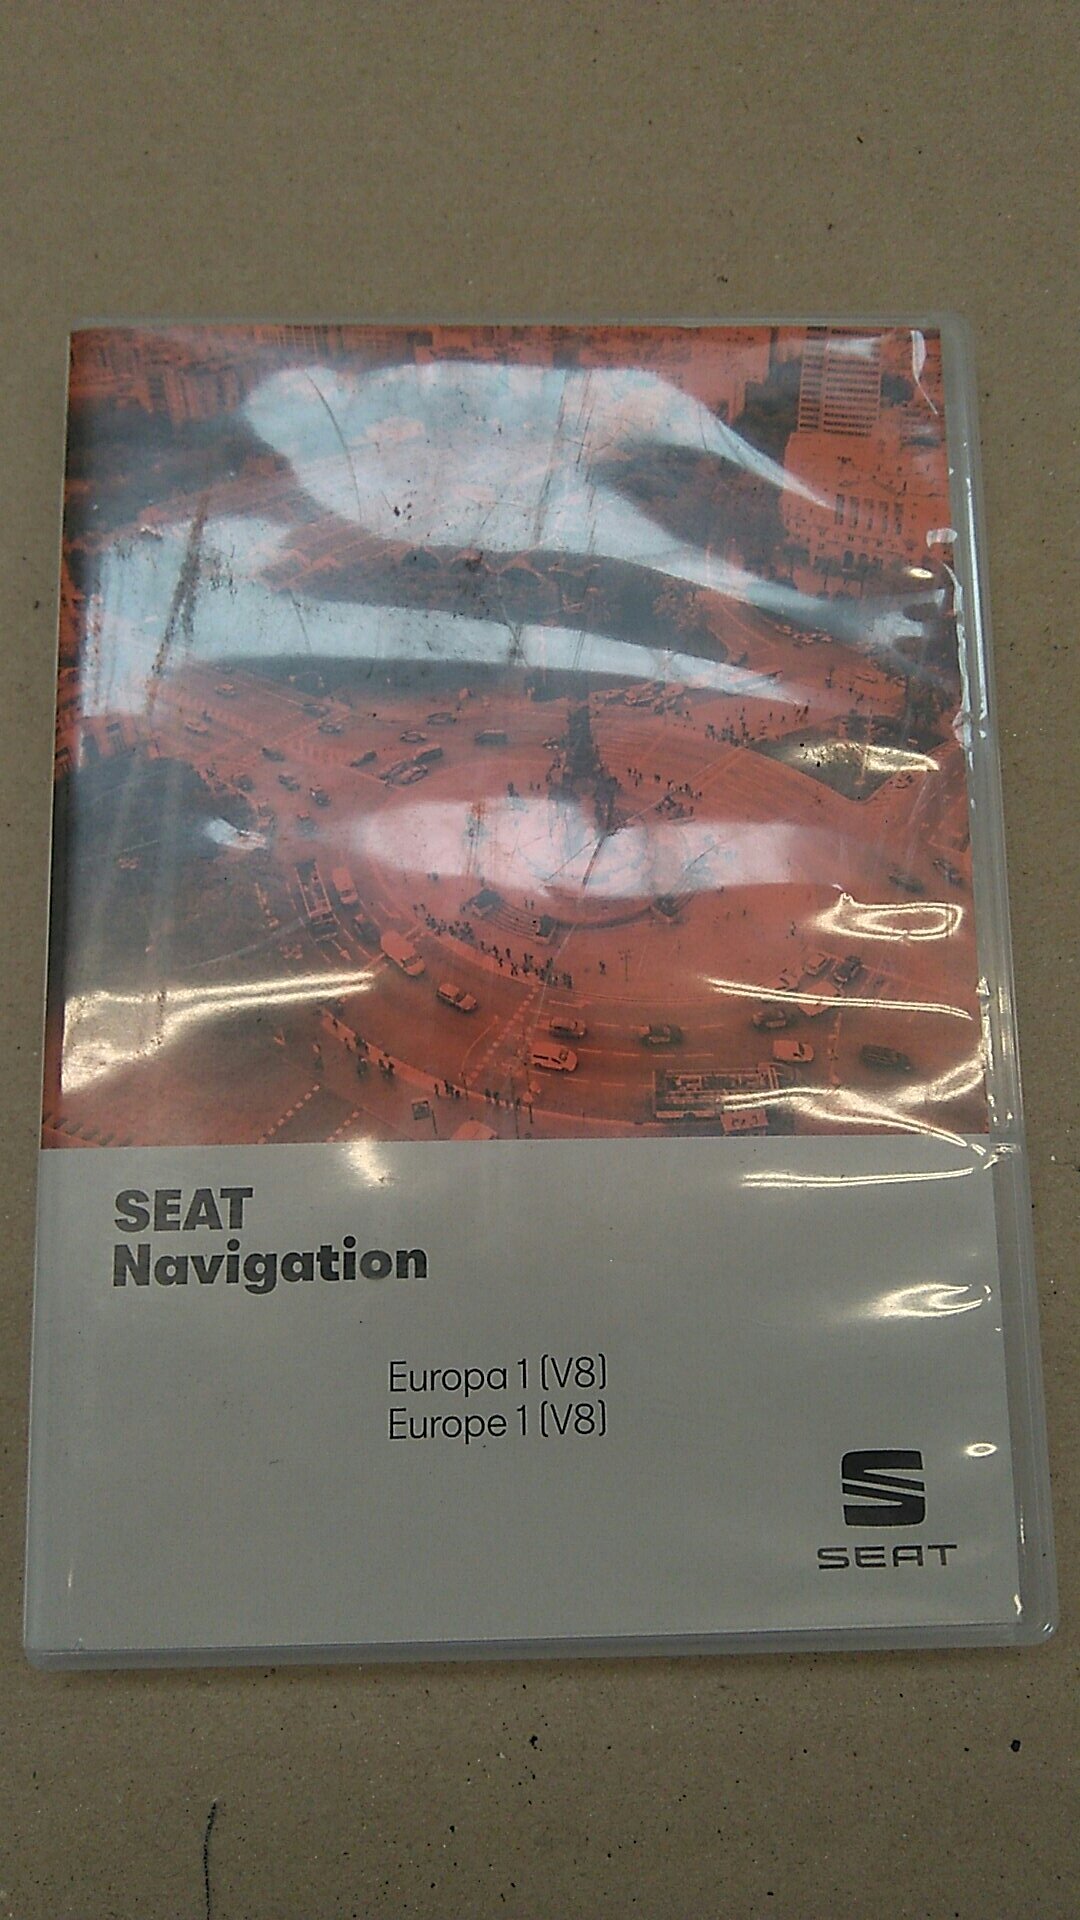 SEAT
Navigation
Europa 1 (V8)
Europe 1 (V8)
SEAT